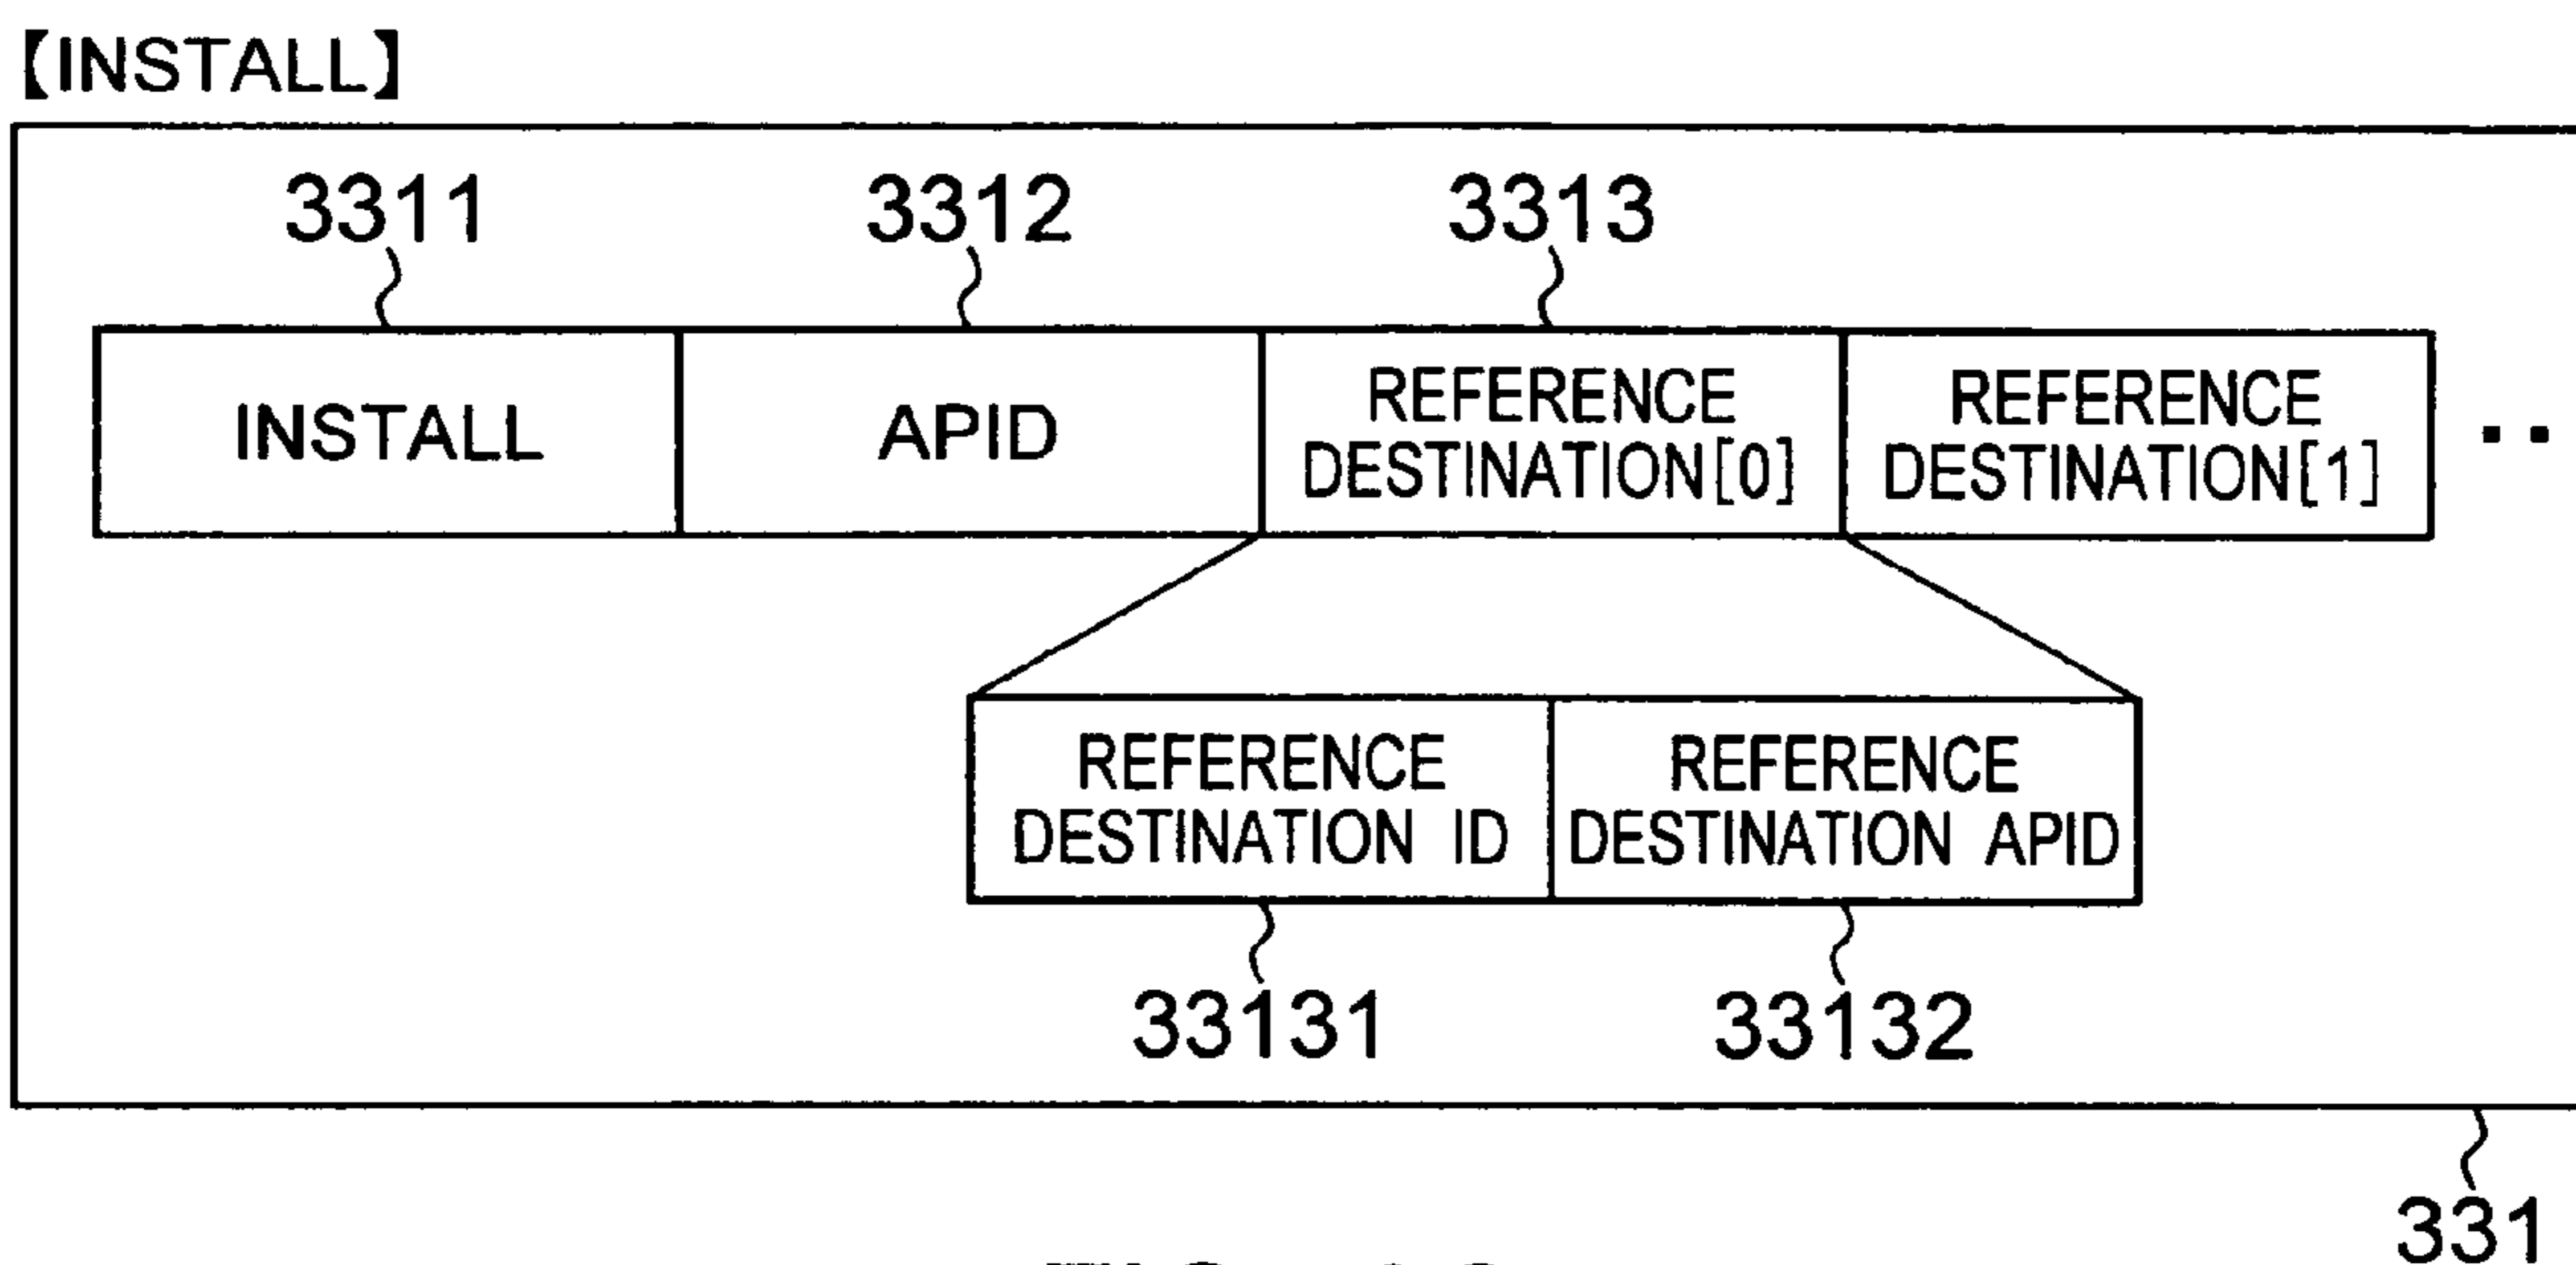 【INSTALL】
3311 3312 3313
INSTALL APID REFERENCE DESTINATION[0] REFERENCE DESTINATION[1] ..
REFERENCE DESTINATION ID REFERENCE DESTINATION APID
33131 33132
331